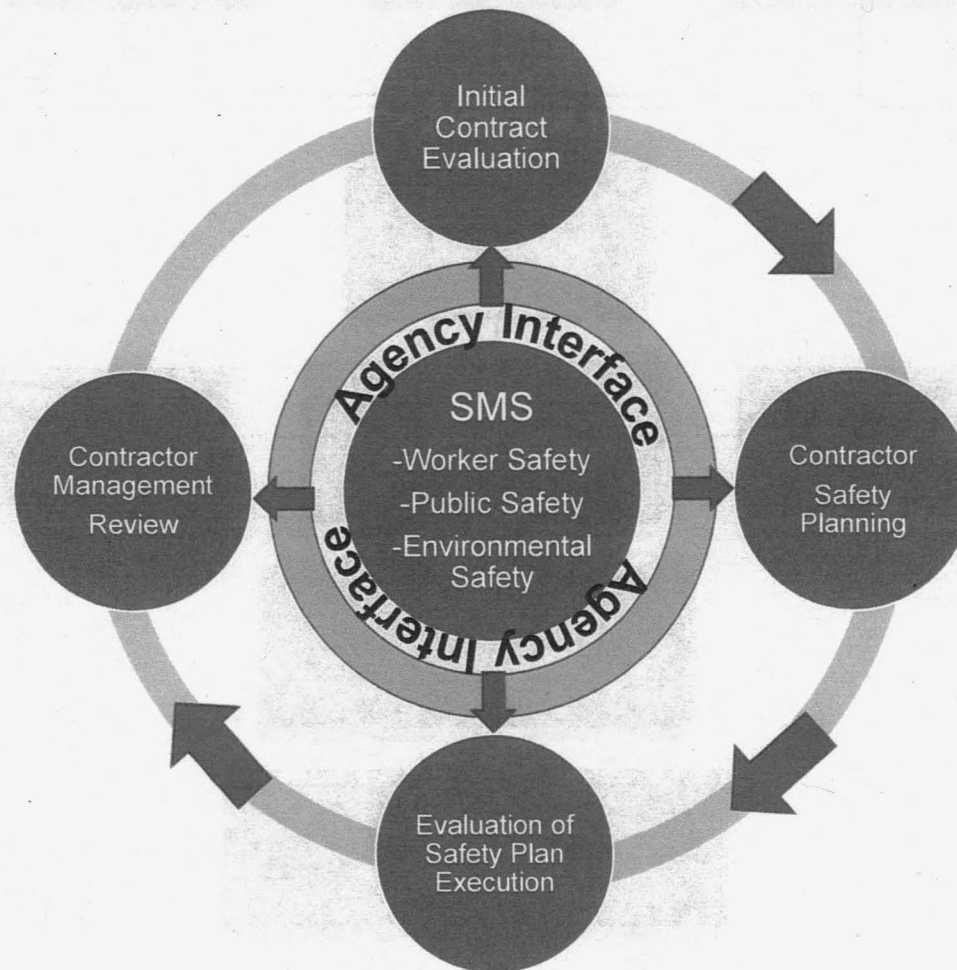 Initial
Contract
Evaluation
Agency Interface
SMS
-Worker Safety
-Public Safety
-Environmental
Safety
Agency Interface
Contractor
Management
Review
Contractor
Safety
Planning
Evaluation of
Safety Plan
Execution